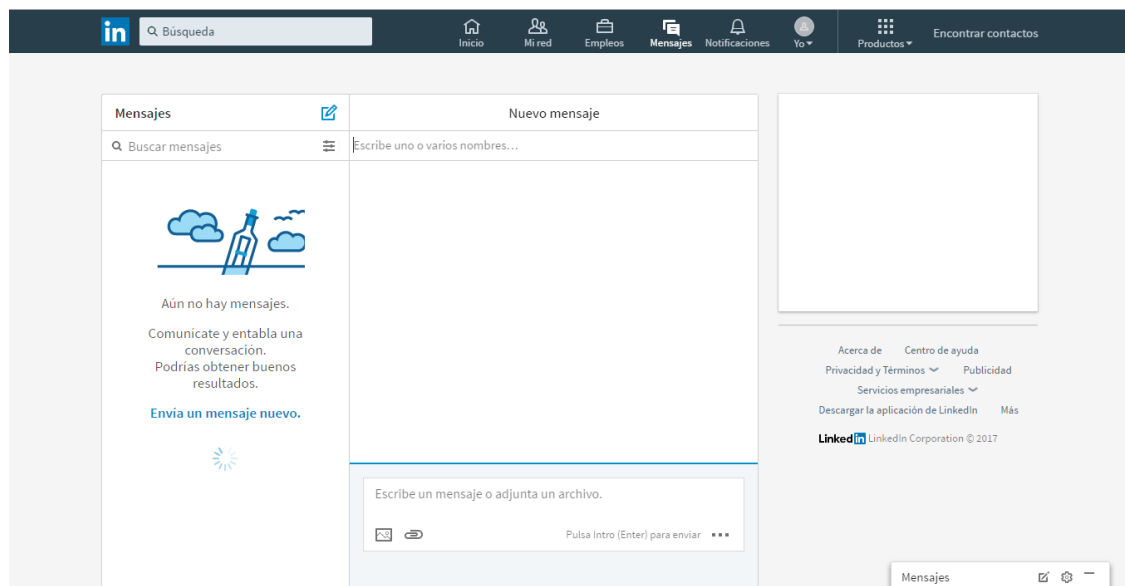 in
Búsqueda
Inicio
Mi red
Empleos
Mensajes
Notificaciones
Yo
Productos
Encontrar contactos
Mensajes
Buscar mensajes
Aún no hay mensajes.
Comunícate y entabla una
conversación.
Podrías obtener buenos
resultados.
Envía un mensaje nuevo.
Nuevo mensaje
Escribe uno o varios nombres...
Escribe un mensaje o adjunta un archivo.
Pulsa Intro (Enter) para enviar
Acerca de Centro de ayuda
Privacidad y Términos Publicidad
Servicios empresariales
Descargar la aplicación de LinkedIn Más
Linked in LinkedIn Corporation © 2017
Mensajes